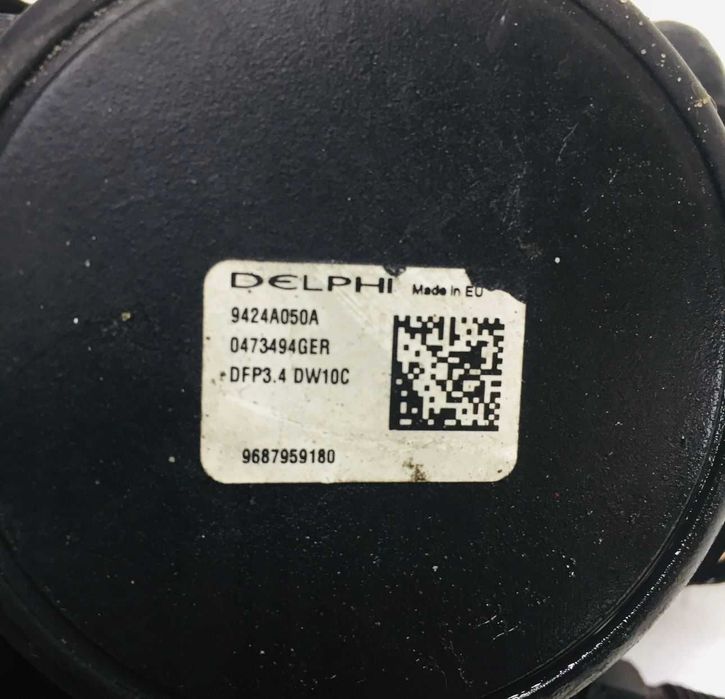 DELPHI Made in EU
9424A050A
0473494GER
DFP3.4 DW10C
9687959180